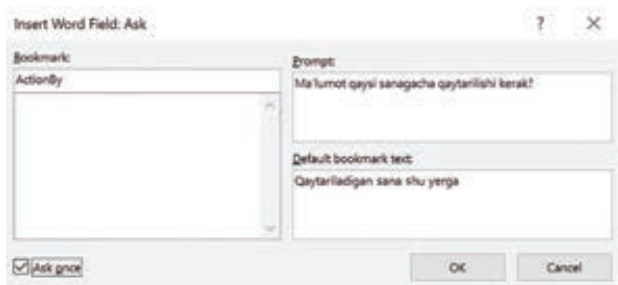 Insert Word Field: Ask ? ×
Bookmark:
ActionBy
Prompt:
Ma'lumot qaysi sanagacha qaytarilishi kerak?
Default bookmark text:
Qaytariladigan sana shu yerga
Ask once
OK Cancel